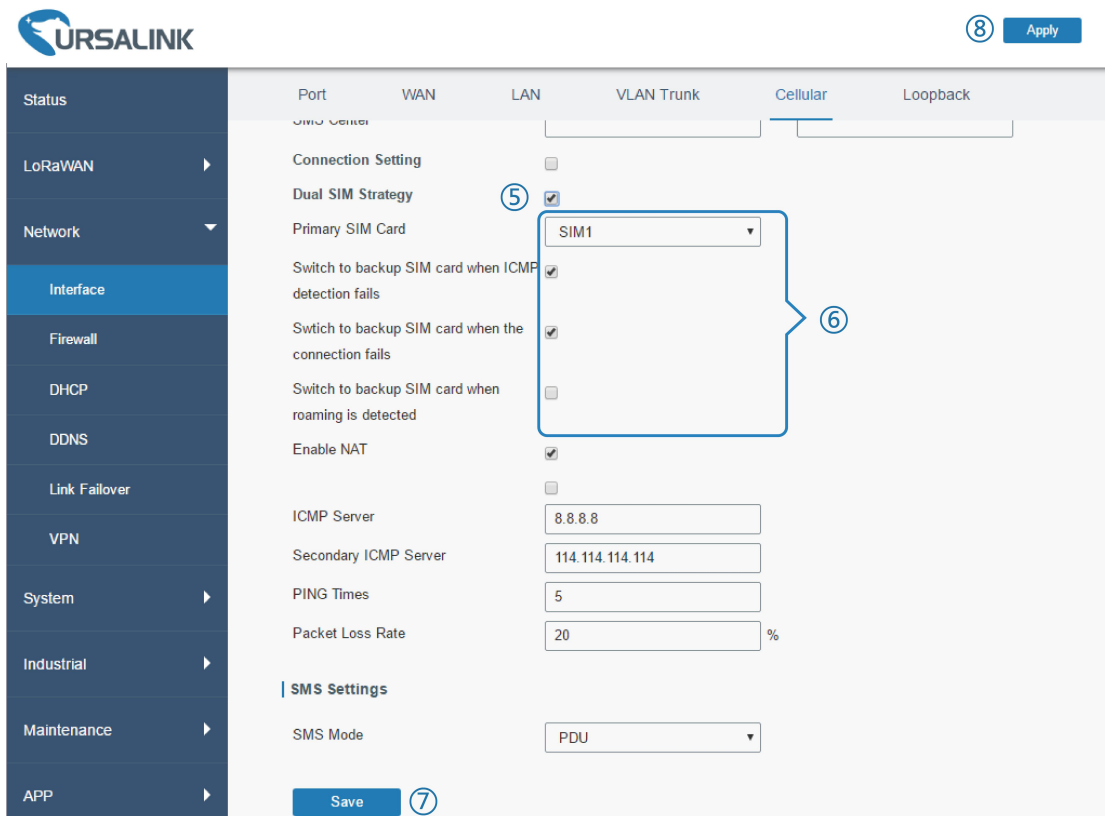 URSALINK
⑧ Apply
Status
LoRaWAN
Network
Interface
Firewall
DHCP
DDNS
Link Failover
VPN
System
Industrial
Maintenance
APP
Port WAN LAN VLAN Trunk Cellular Loopback
SMS Center
Connection Setting
Dual SIM Strategy ⑤
Primary SIM Card SIM1
Switch to backup SIM card when ICMP
detection fails
Swtich to backup SIM card when the
connection fails
⑥
Switch to backup SIM card when
roaming is detected
Enable NAT
ICMP Server 8.8.8.8
Secondary ICMP Server 114.114.114.114
PING Times 5
Packet Loss Rate 20 %
SMS Settings
SMS Mode PDU
Save ⑦